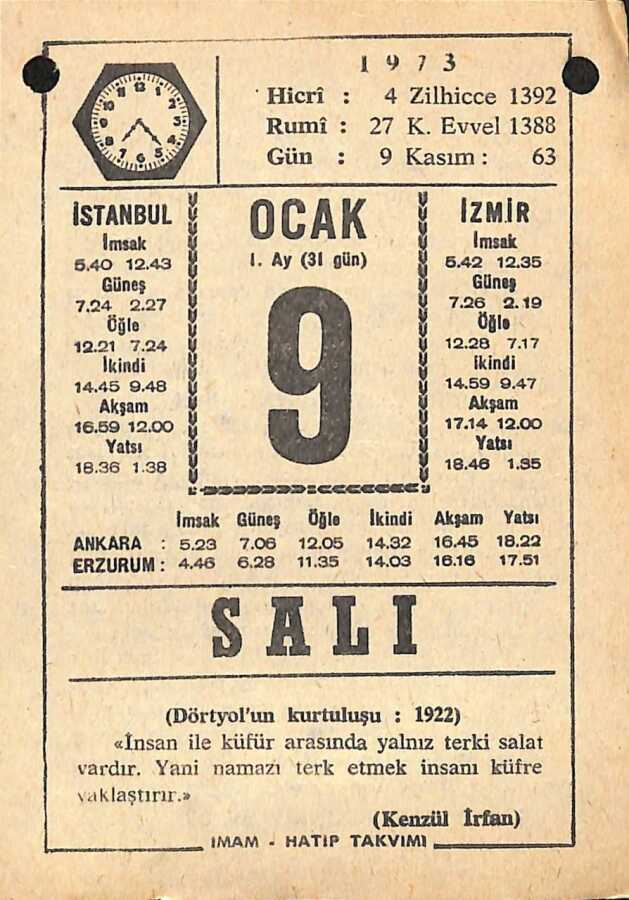 1973
Hicrî : 4 Zilhicce 1392
Rumî : 27 K. Evvel 1388
Gün : 9 Kasım : 63
İSTANBUL
İmsak
5.40 12.43
Güneş
7.24 2.27
Öğle
12.21 7.24
İkindi
14.45 9.48
Akşam
16.59 12.00
Yatsı
18.36 1.38
OCAK
1. Ay (31 gün)
9
İZMİR
İmsak
5.42 12.35
Güneş
7.26 2.19
Öğle
12.28 7.17
İkindi
14.59 9.47
Akşam
17.14 12.00
Yatsı
18.46 1.35
İmsak Güneş Öğle İkindi Akşam Yatsı
ANKARA : 5.23 7.06 12.05 14.32 16.45 18.22
ERZURUM : 4.46 6.28 11.35 14.03 16.16 17.51
SALI
(Dörtyol'un kurtuluşu : 1922)
«İnsan ile küfür arasında yalnız terki salat
vardır. Yani namazı terk etmek insanı küfre
yaklaştırır.»
(Kenzül İrfan)
İMAM - HATİP TAKVİMİ